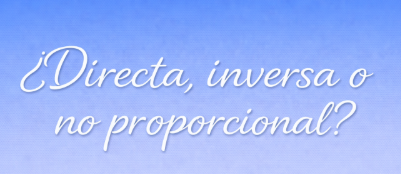 ¿Directa, inversa o
no proporcional?